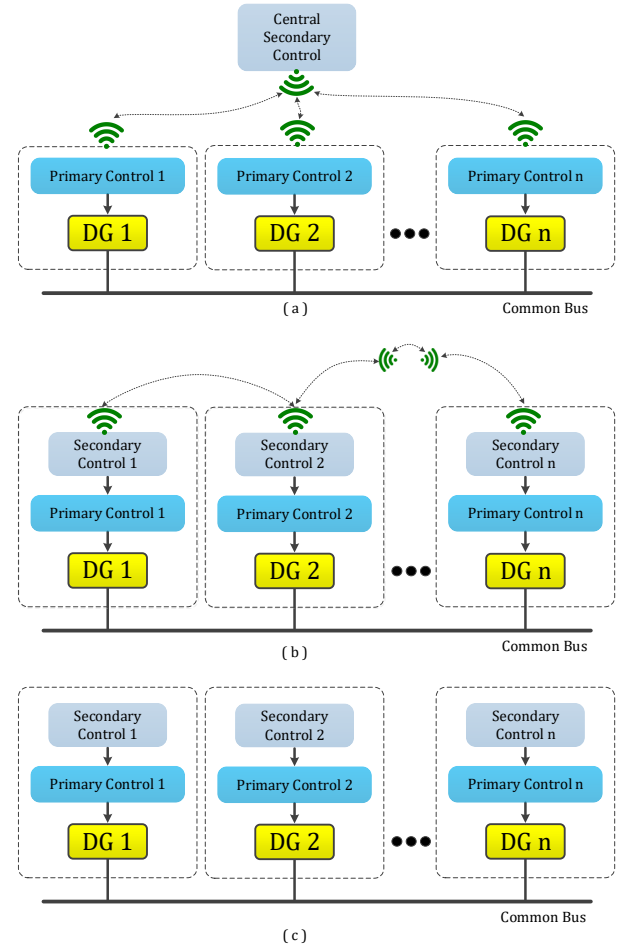 Central
Secondary
Control
Primary Control 1
Primary Control 2
Primary Control n
DG 1
DG 2
DG n
Common Bus
( a )
Secondary
Control 1
Secondary
Control 2
Secondary
Control n
Primary Control 1
Primary Control 2
Primary Control n
DG 1
DG 2
DG n
Common Bus
( b )
Secondary
Control 1
Secondary
Control 2
Secondary
Control n
Primary Control 1
Primary Control 2
Primary Control n
DG 1
DG 2
DG n
Common Bus
( c )